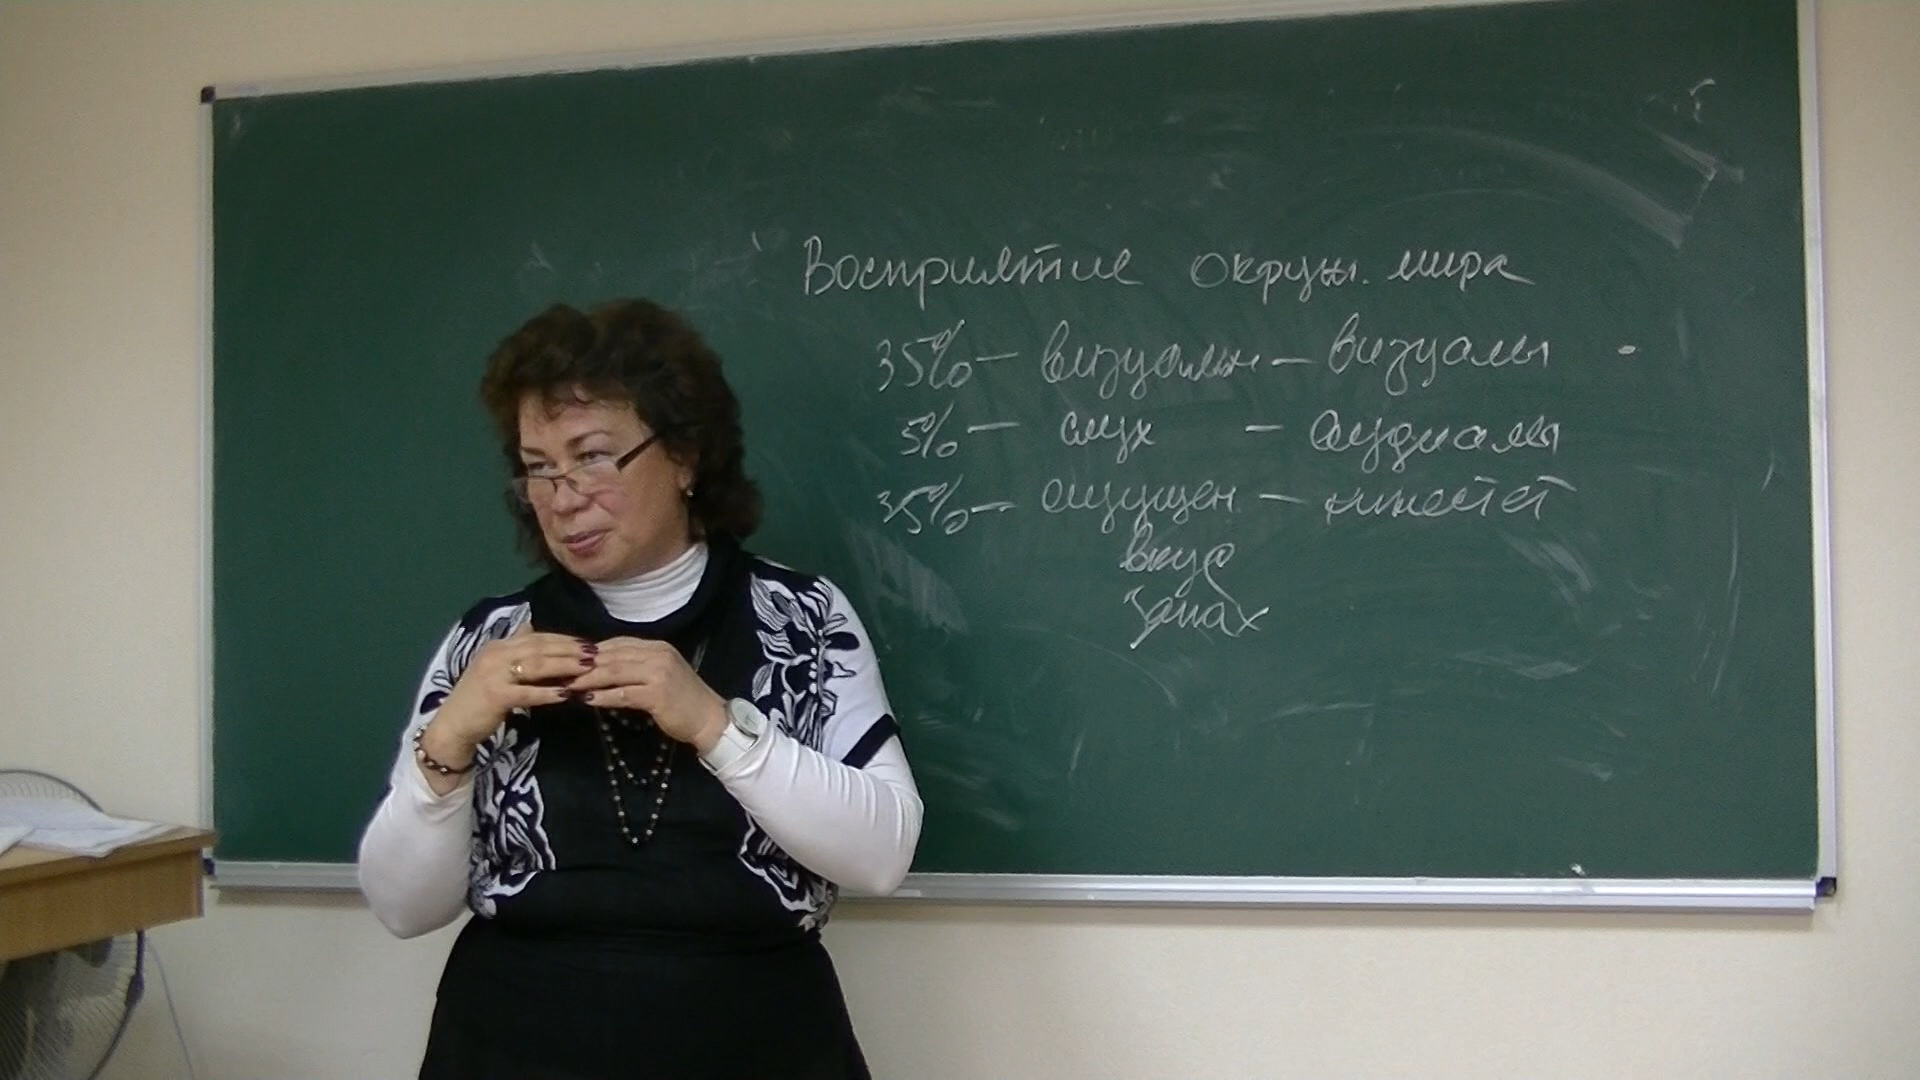 Восприятие окруж. мира
35% — визуальн — визуалы
5% — слух — аудиалы
35% — ощущен. — кинестет
вкус
запах